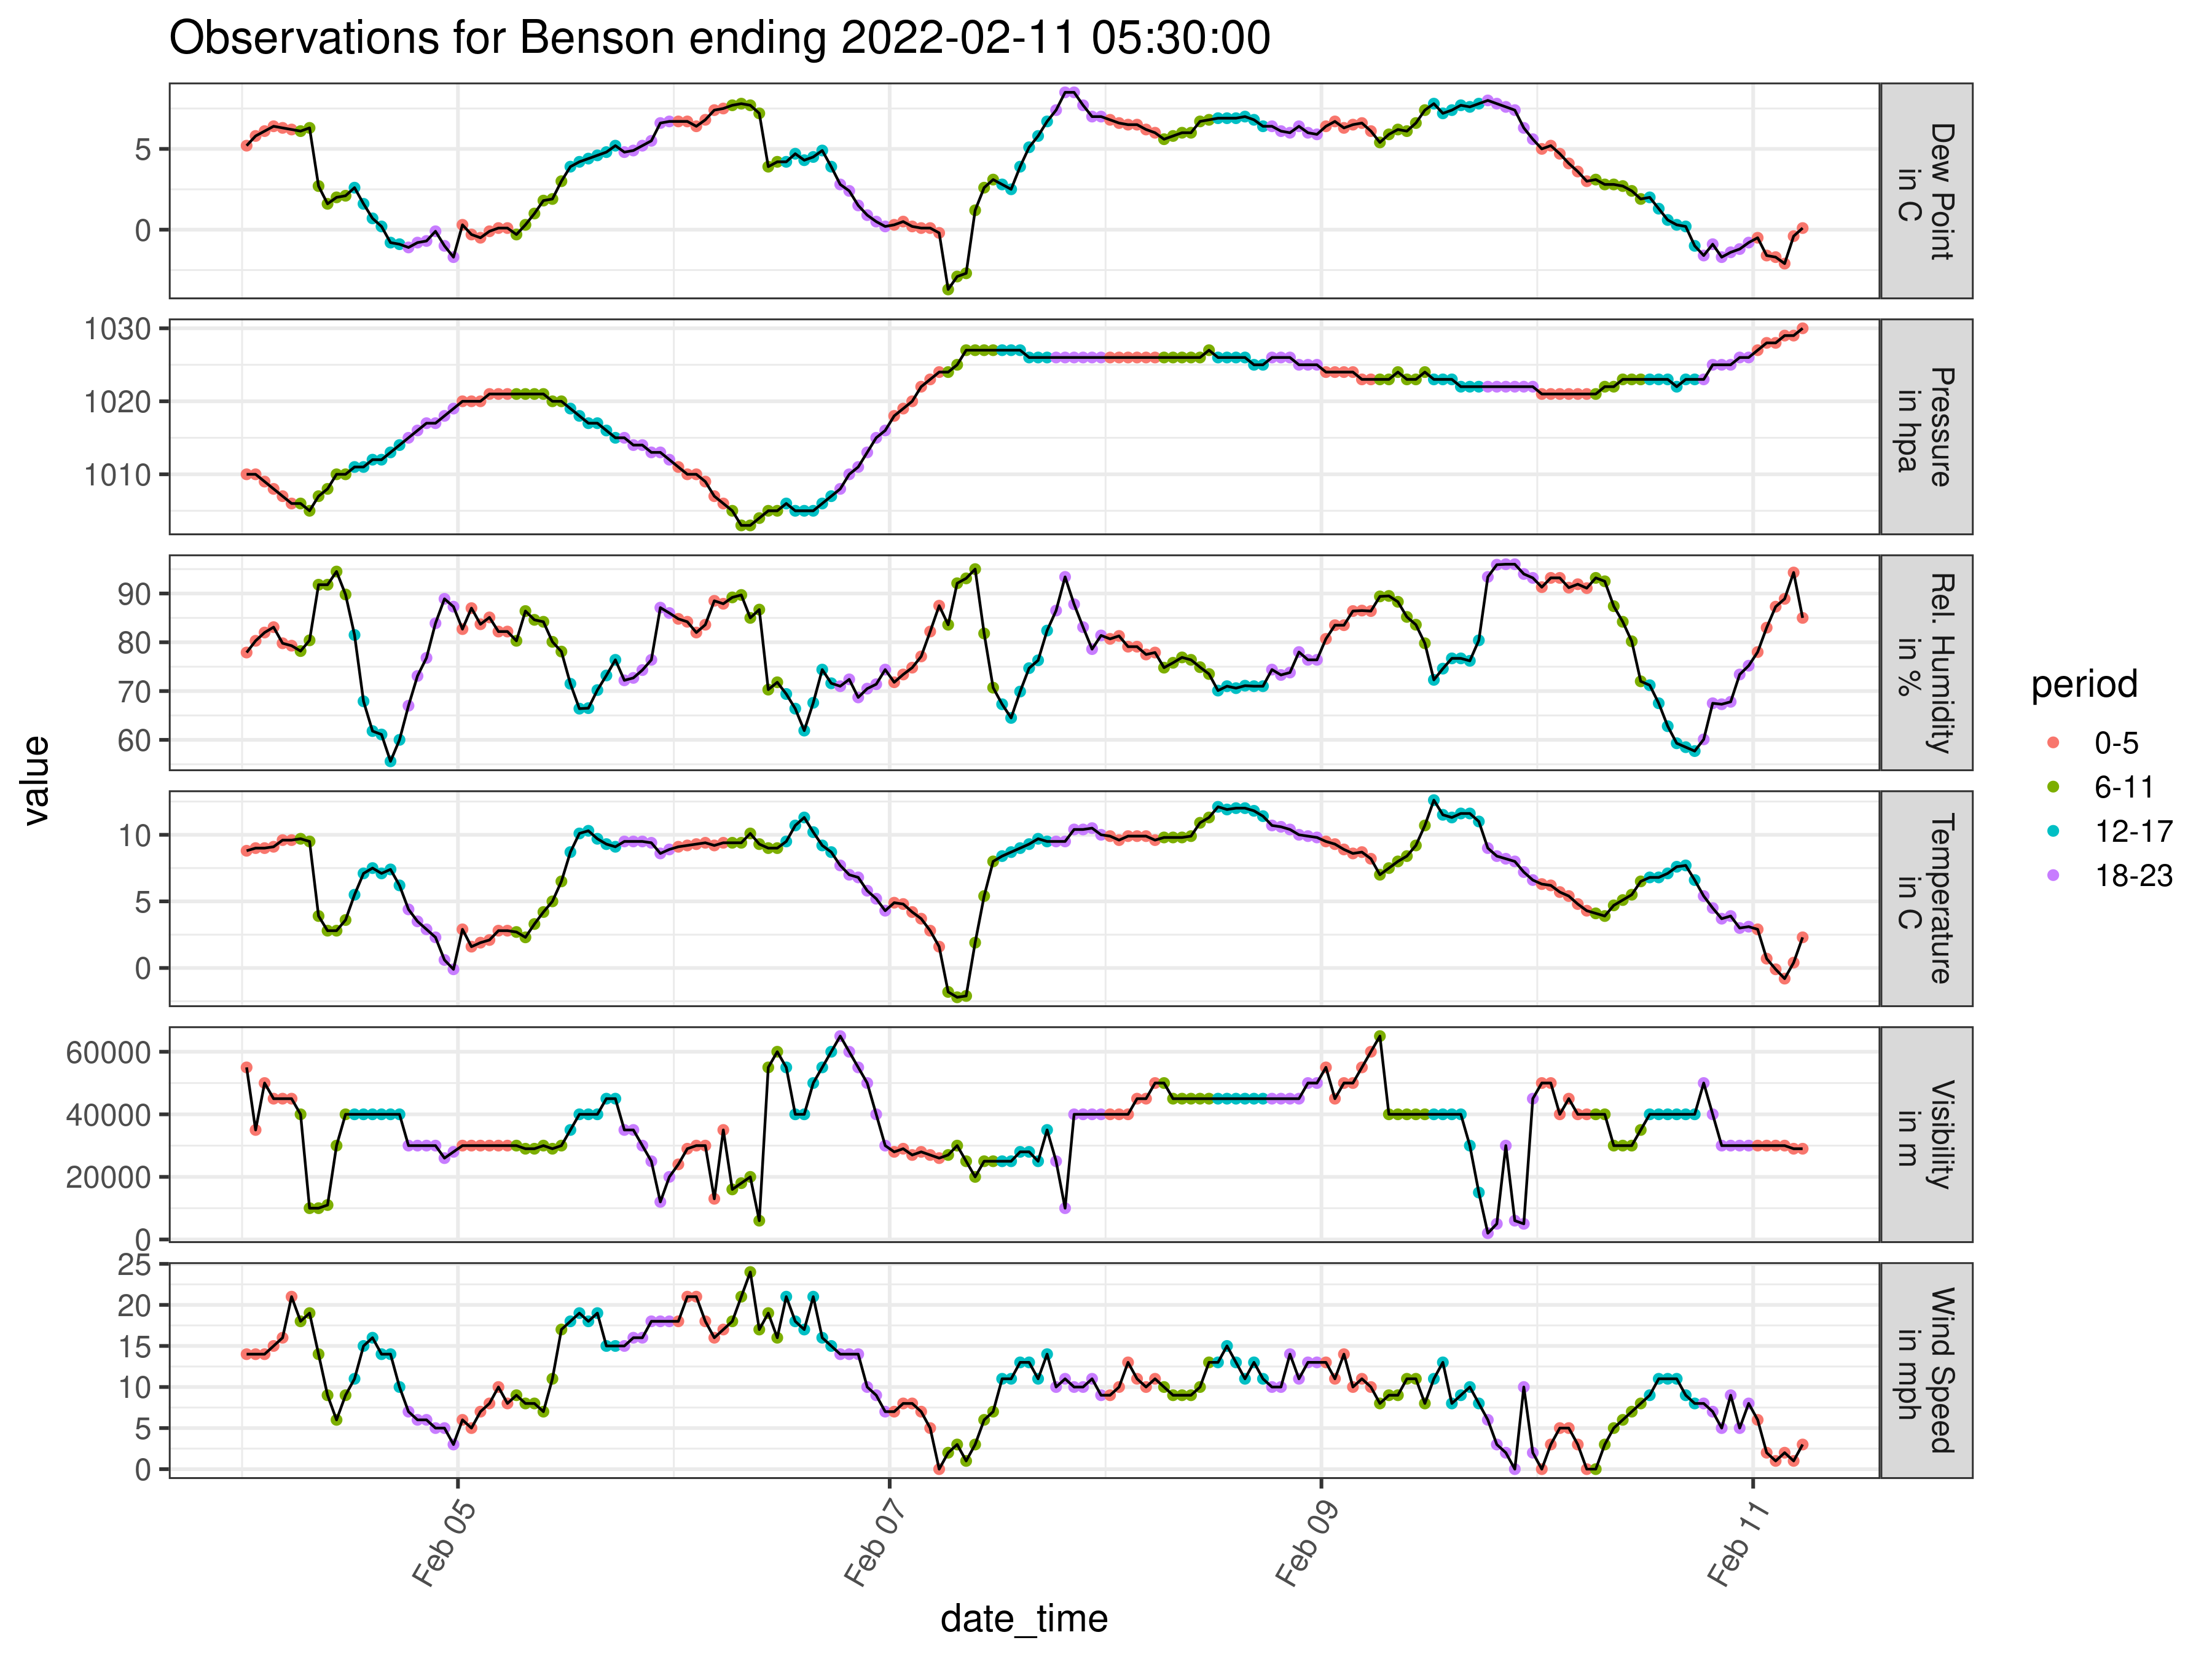 Observations for Benson ending 2022-02-11 05:30:00
value
5
0
Dew Point
in C
1030
1020
1010
Pressure
in hpa
90
80
70
60
Rel. Humidity
in %
10
5
0
Temperature
in C
60000
40000
20000
0
Visibility
in m
25
20
15
10
5
0
Wind Speed
in mph
Feb 05
Feb 07
Feb 09
Feb 11
date_time
period
0-5
6-11
12-17
18-23